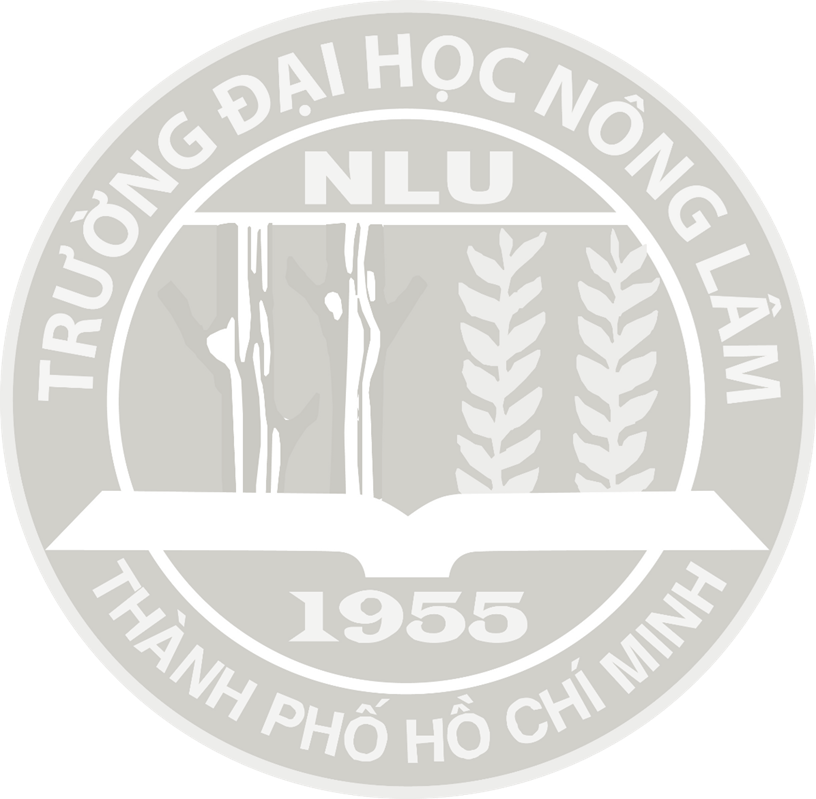 TRƯỜNG ĐẠI HỌC NÔNG LÂM
NLU
1955
THÀNH PHỐ HỒ CHÍ MINH